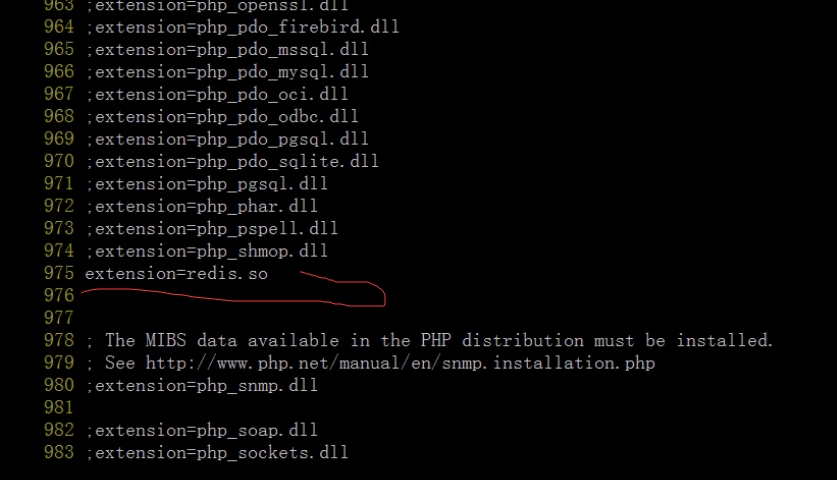 963 ;extension=php_openssl.dll
964 ;extension=php_pdo_firebird.dll
965 ;extension=php_pdo_mssql.dll
966 ;extension=php_pdo_mysql.dll
967 ;extension=php_pdo_oci.dll
968 ;extension=php_pdo_odbc.dll
969 ;extension=php_pdo_pgsql.dll
970 ;extension=php_pdo_sqlite.dll
971 ;extension=php_pgsql.dll
972 ;extension=php_phar.dll
973 ;extension=php_pspell.dll
974 ;extension=php_shmop.dll
975 extension=redis.so
976
977
978 ; The MIBS data available in the PHP distribution must be installed.
979 ; See http://www.php.net/manual/en/snmp.installation.php
980 ;extension=php_snmp.dll
981
982 ;extension=php_soap.dll
983 ;extension=php_sockets.dll